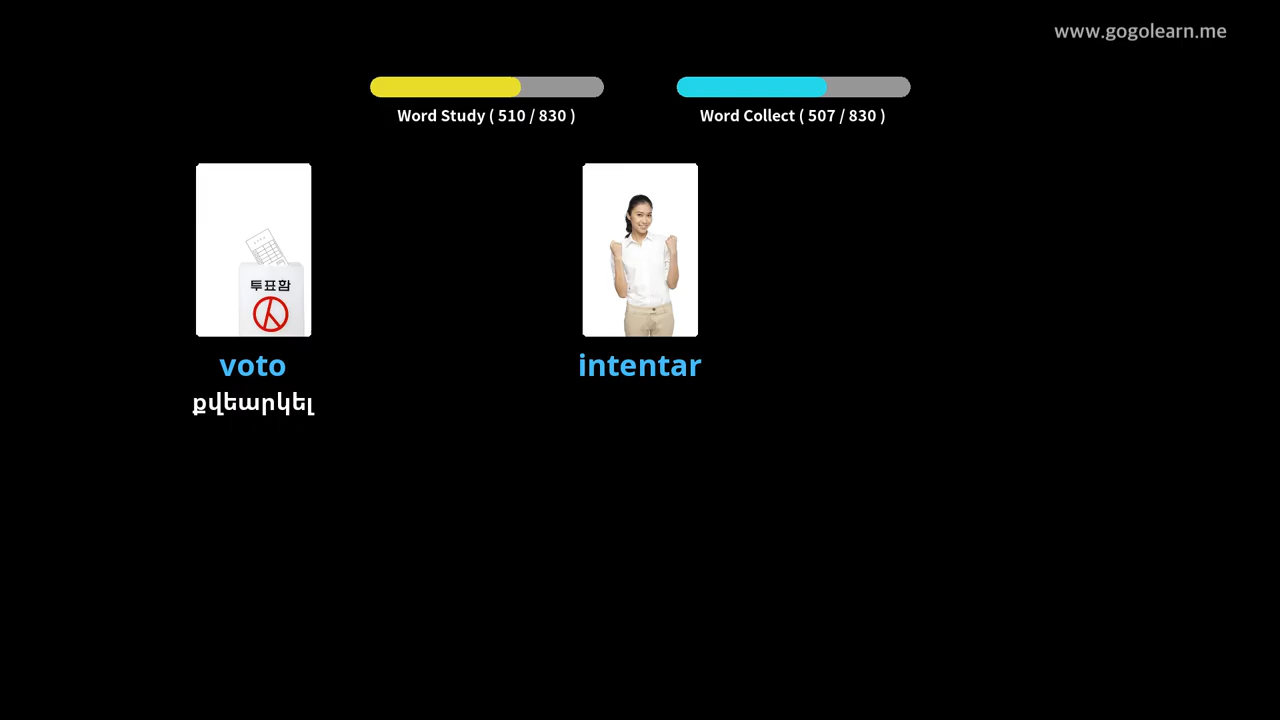 www.gogolearn.me
Word Study ( 510 / 830 )
Word Collect ( 507 / 830 )
투표함
voto
intentar
քվեարկել